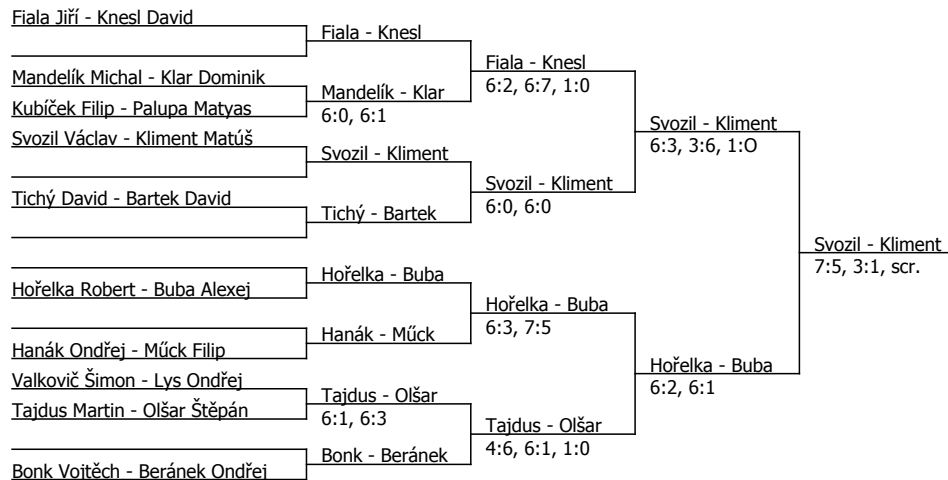 Fiala Jiří - Knesl David
Fiala - Knesl
Fiala - Knesl
6:2, 6:7, 1:0
Mandelík Michal - Klar Dominik
Mandelík - Klar
6:0, 6:1
Kubíček Filip - Palupa Matyas
Svozil - Kliment
6:3, 3:6, 1:O
Svozil Václav - Kliment Matúš
Svozil - Kliment
Svozil - Kliment
6:0, 6:0
Tichý David - Bartek David
Tichý - Bartek
Svozil - Kliment
7:5, 3:1, scr.
Hořelka - Buba
Hořelka Robert - Buba Alexej
Hořelka - Buba
6:3, 7:5
Hanák - Műck
Hanák Ondřej - Műck Filip
Hořelka - Buba
6:2, 6:1
Valkovič Šimon - Lys Ondřej
Tajdus - Olšar
6:1, 6:3
Tajdus Martin - Olšar Štěpán
Tajdus - Olšar
4:6, 6:1, 1:0
Bonk - Beránek
Bonk Vojtěch - Beránek Ondřej